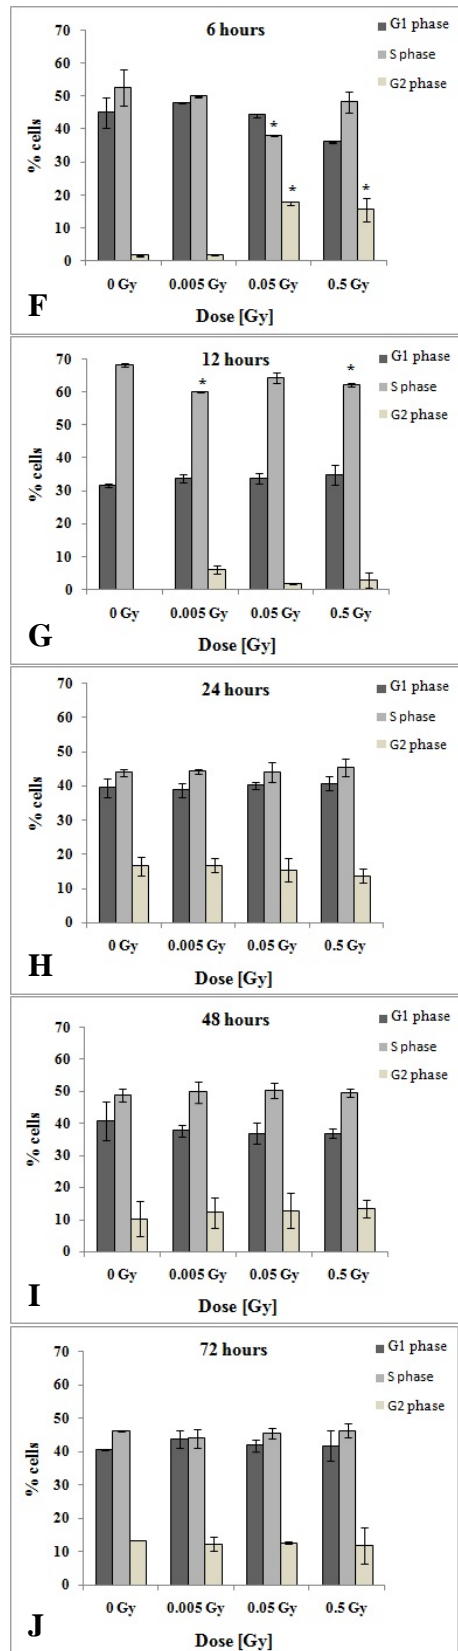 6 hours
G1 phase
S phase
G2 phase
% cells
70
60
50
40
30
20
10
0
*
*
*
0 Gy 0.005 Gy 0.05 Gy 0.5 Gy
Dose [Gy]
F
12 hours
G1 phase
S phase
G2 phase
% cells
70
60
50
40
30
20
10
0
*
*
0 Gy 0.005 Gy 0.05 Gy 0.5 Gy
Dose [Gy]
G
24 hours
G1 phase
S phase
G2 phase
% cells
70
60
50
40
30
20
10
0
0 Gy 0.005 Gy 0.05 Gy 0.5 Gy
Dose [Gy]
H
48 hours
G1 phase
S phase
G2 phase
% cells
70
60
50
40
30
20
10
0
0 Gy 0.005 Gy 0.05 Gy 0.5 Gy
Dose [Gy]
I
72 hours
G1 phase
S phase
G2 phase
% cells
70
60
50
40
30
20
10
0
0 Gy 0.005 Gy 0.05 Gy 0.5 Gy
Dose [Gy]
J